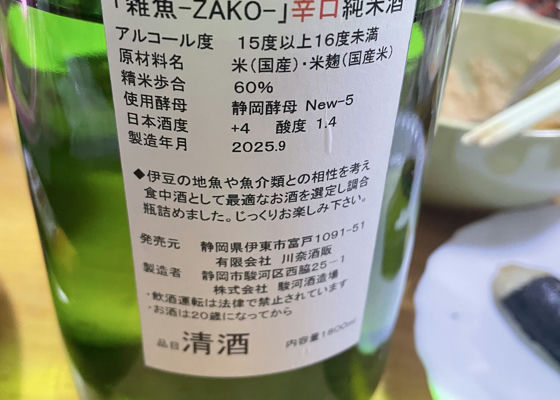 「雑魚-ZAKO-」辛口純米酒
アルコール度 15度以上16度未満
原材料名 米(国産)・米麹(国産米)
精米歩合 60%
使用酵母 静岡酵母 New-5
日本酒度 +4 酸度 1.4
製造年月 2025.9
◆伊豆の地魚や魚介類との相性を考え
食中酒として最適なお酒を選定し調合
瓶詰めました。じっくりお楽しみ下さい。
発売元 静岡県伊東市富戸1091-51
有限会社 川奈酒販
製造者 静岡市駿河区西脇25-1
株式会社 駿河酒造場
・飲酒運転は法律で禁止されています
・お酒は20歳になってから
品目 清酒 内容量1800ml